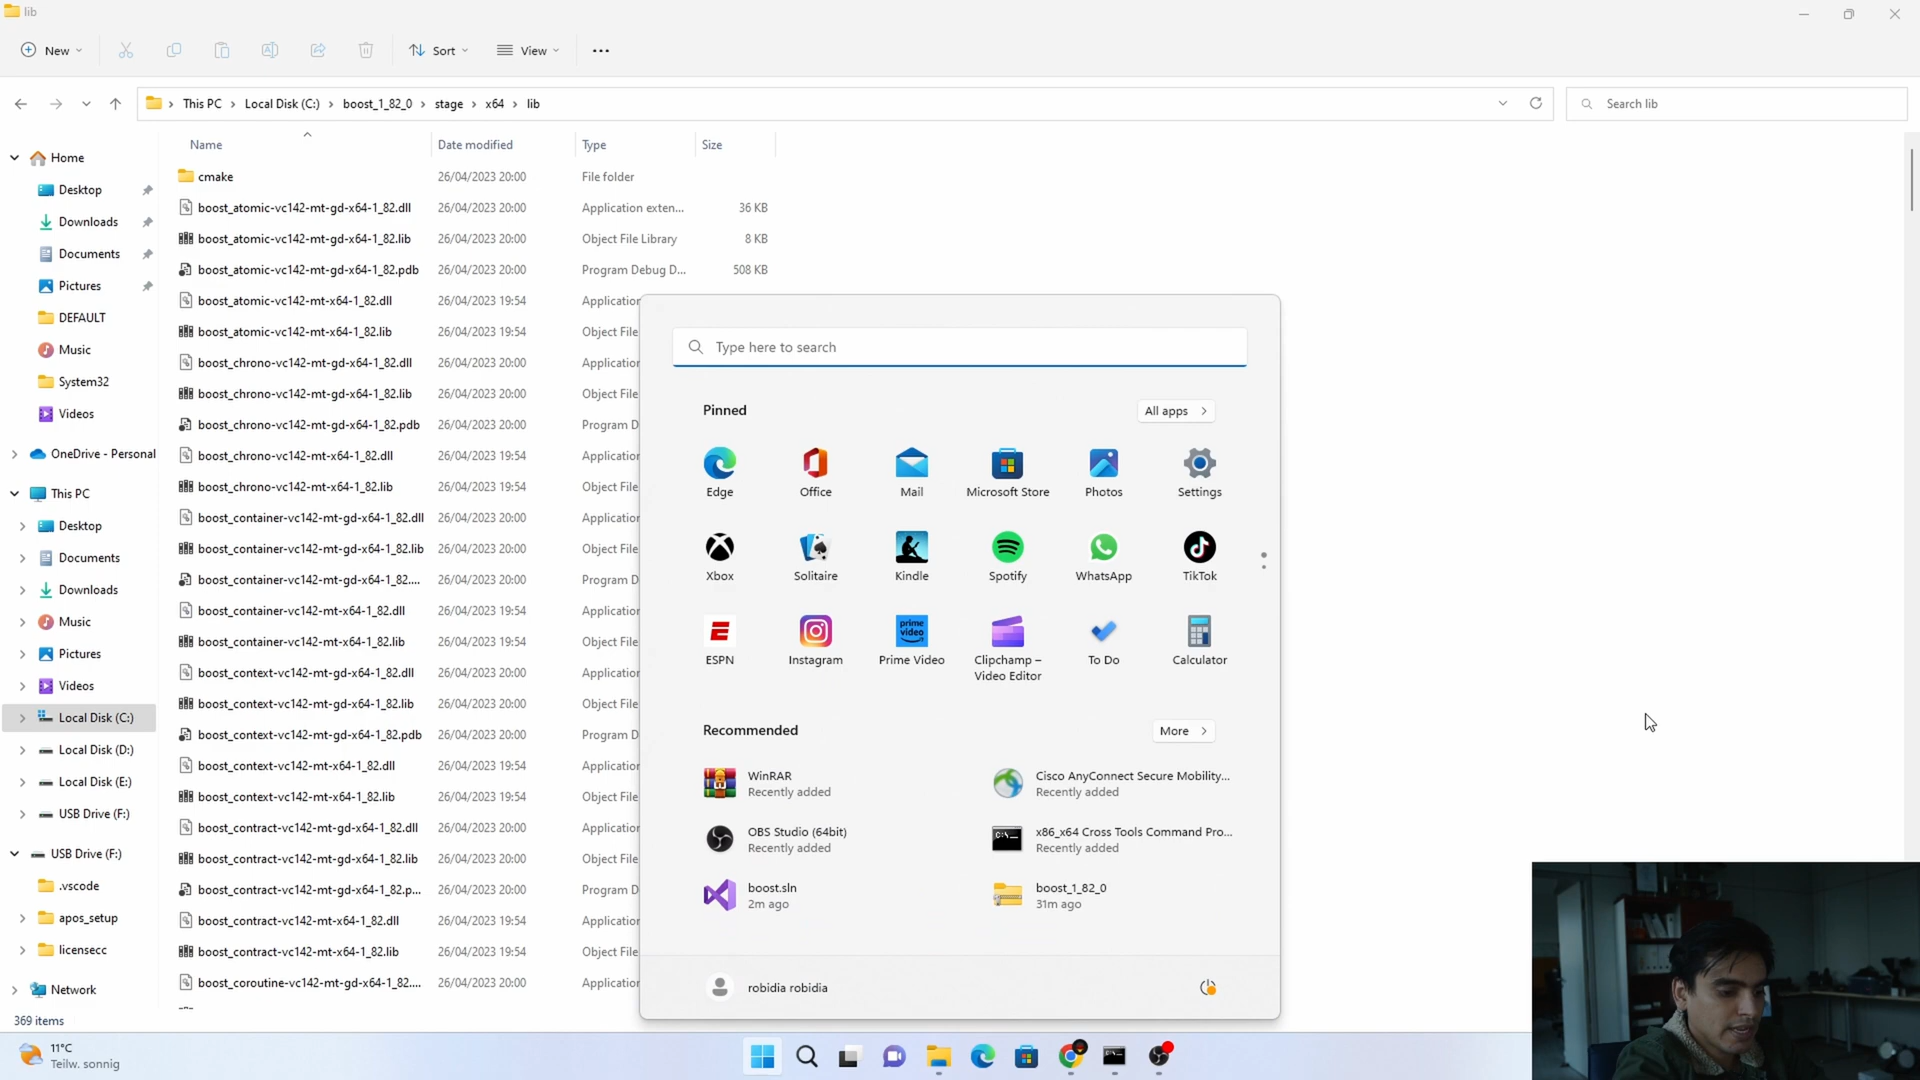 lib
New
Sort
View
This PC
Local Disk (C:)
boost_1_82_0
stage
x64
lib
Search lib
Name
Date modified
Type
Size
Home
Desktop
Downloads
Documents
Pictures
DEFAULT
Music
System32
Videos
OneDrive - Personal
This PC
Desktop
Documents
Downloads
Music
Pictures
Videos
Local Disk (C:)
Local Disk (D:)
Local Disk (E:)
USB Drive (F:)
USB Drive (F:)
.vscode
apos_setup
licensecc
Network
369 items
cmake 26/04/2023 20:00 File folder
boost_atomic-vc142-mt-gd-x64-1_82.dll 26/04/2023 20:00 Application exten... 36 KB
boost_atomic-vc142-mt-gd-x64-1_82.lib 26/04/2023 20:00 Object File Library 8 KB
boost_atomic-vc142-mt-gd-x64-1_82.pdb 26/04/2023 20:00 Program Debug D... 508 KB
boost_atomic-vc142-mt-x64-1_82.dll 26/04/2023 19:54 Application
boost_atomic-vc142-mt-x64-1_82.lib 26/04/2023 19:54 Object File
boost_chrono-vc142-mt-gd-x64-1_82.dll 26/04/2023 20:00 Application
boost_chrono-vc142-mt-gd-x64-1_82.lib 26/04/2023 20:00 Object File
boost_chrono-vc142-mt-gd-x64-1_82.pdb 26/04/2023 20:00 Program D
boost_chrono-vc142-mt-x64-1_82.dll 26/04/2023 19:54 Application
boost_chrono-vc142-mt-x64-1_82.lib 26/04/2023 19:54 Object File
boost_container-vc142-mt-gd-x64-1_82.dll 26/04/2023 20:00 Application
boost_container-vc142-mt-gd-x64-1_82.lib 26/04/2023 20:00 Object File
boost_container-vc142-mt-gd-x64-1_82.... 26/04/2023 20:00 Program D
boost_container-vc142-mt-x64-1_82.dll 26/04/2023 19:54 Application
boost_container-vc142-mt-x64-1_82.lib 26/04/2023 19:54 Object File
boost_context-vc142-mt-gd-x64-1_82.dll 26/04/2023 20:00 Application
boost_context-vc142-mt-gd-x64-1_82.lib 26/04/2023 20:00 Object File
boost_context-vc142-mt-gd-x64-1_82.pdb 26/04/2023 20:00 Program D
boost_context-vc142-mt-x64-1_82.dll 26/04/2023 19:54 Application
boost_context-vc142-mt-x64-1_82.lib 26/04/2023 19:54 Object File
boost_contract-vc142-mt-gd-x64-1_82.dll 26/04/2023 20:00 Application
boost_contract-vc142-mt-gd-x64-1_82.lib 26/04/2023 20:00 Object File
boost_contract-vc142-mt-gd-x64-1_82.p... 26/04/2023 20:00 Program D
boost_contract-vc142-mt-x64-1_82.dll 26/04/2023 19:54 Application
boost_contract-vc142-mt-x64-1_82.lib 26/04/2023 19:54 Object File
boost_coroutine-vc142-mt-gd-x64-1_82.... 26/04/2023 20:00 Application
Type here to search
Pinned
All apps
Edge
Office
Mail
Microsoft Store
Photos
Settings
Xbox
Solitaire
Kindle
Spotify
WhatsApp
TikTok
prime
video
ESPN
Instagram
Prime Video
Clipchamp –
Video Editor
To Do
Calculator
Recommended
More
WinRAR
Recently added
Cisco AnyConnect Secure Mobility...
Recently added
OBS Studio (64bit)
Recently added
x86_x64 Cross Tools Command Pro...
Recently added
boost.sln
2m ago
boost_1_82_0
31m ago
robidia robidia
11°C
Teilw. sonnig